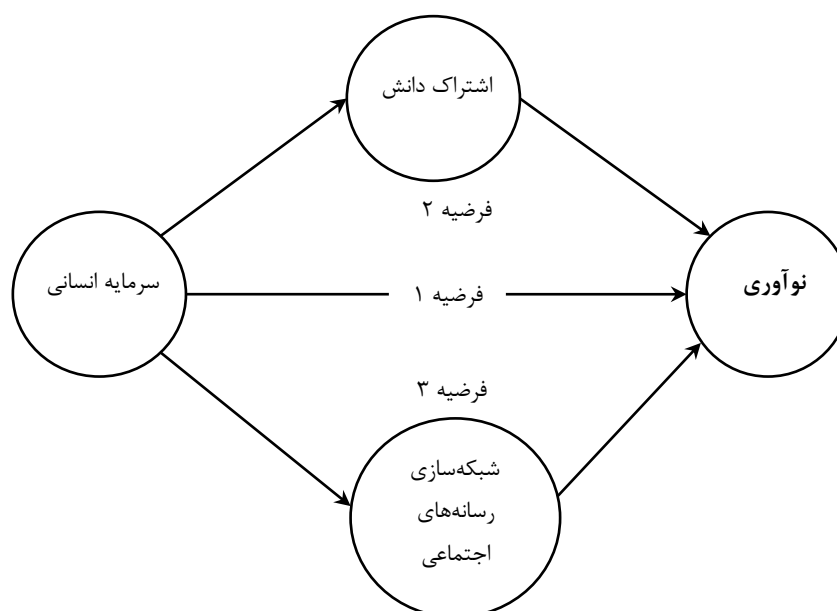 اشتراک دانش
فرضیه ۲
سرمایه انسانی
فرضیه ۱
نوآوری
فرضیه ۳
شبکه‌سازی
رسانه‌های
اجتماعی